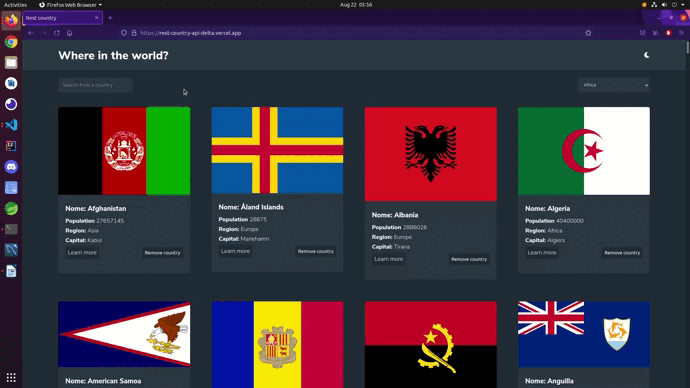 Activities
Firefox Web Browser
Aug 22 05:56
Rest country
https://rest-country-api-delta.vercel.app
Where in the world?
Search from a country
Africa
Nome: Afghanistan
Population 27657145
Region: Asia
Capital: Kabul
Learn more
Remove country
Nome: Åland Islands
Population 28875
Region: Europe
Capital: Mariehamn
Learn more
Remove country
Nome: Albania
Population 2886026
Region: Europe
Capital: Tirana
Learn more
Remove country
Nome: Algeria
Population 40400000
Region: Africa
Capital: Algiers
Learn more
Remove country
Nome: American Samoa
Nome: Anguilla